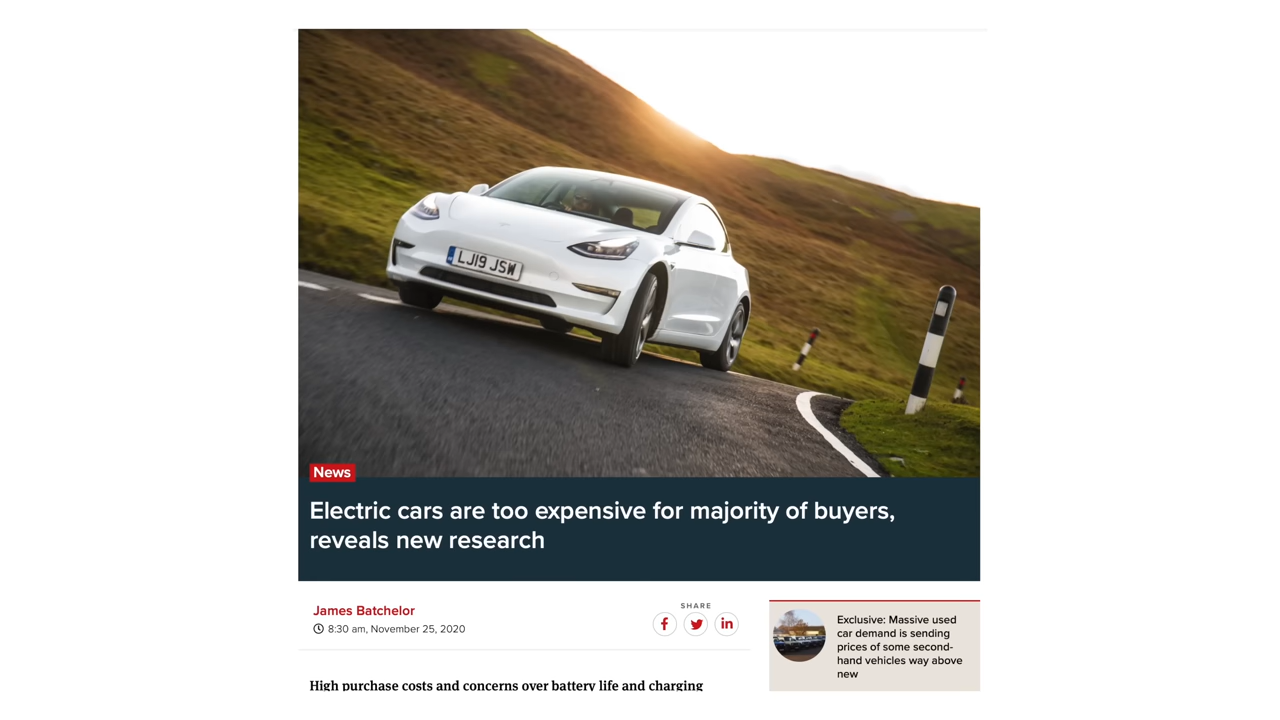 LJ19 JSW
News
Electric cars are too expensive for majority of buyers,
reveals new research
James Batchelor
8:30 am, November 25, 2020
SHARE
Exclusive: Massive used
car demand is sending
prices of some second-
hand vehicles way above
new
High purchase costs and concerns over battery life and charging